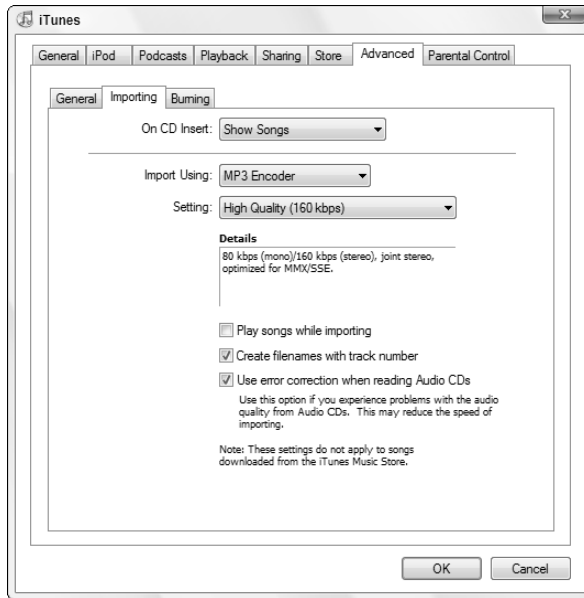 iTunes
General iPod Podcasts Playback Sharing Store Advanced Parental Control
General Importing Burning
On CD Insert: Show Songs
Import Using: MP3 Encoder
Setting: High Quality (160 kbps)
Details
80 kbps (mono)/160 kbps (stereo), joint stereo,
optimized for MMX/SSE.
Play songs while importing
Create filenames with track number
Use error correction when reading Audio CDs
Use this option if you experience problems with the audio
quality from Audio CDs. This may reduce the speed of
importing.
Note: These settings do not apply to songs
downloaded from the iTunes Music Store.
OK Cancel